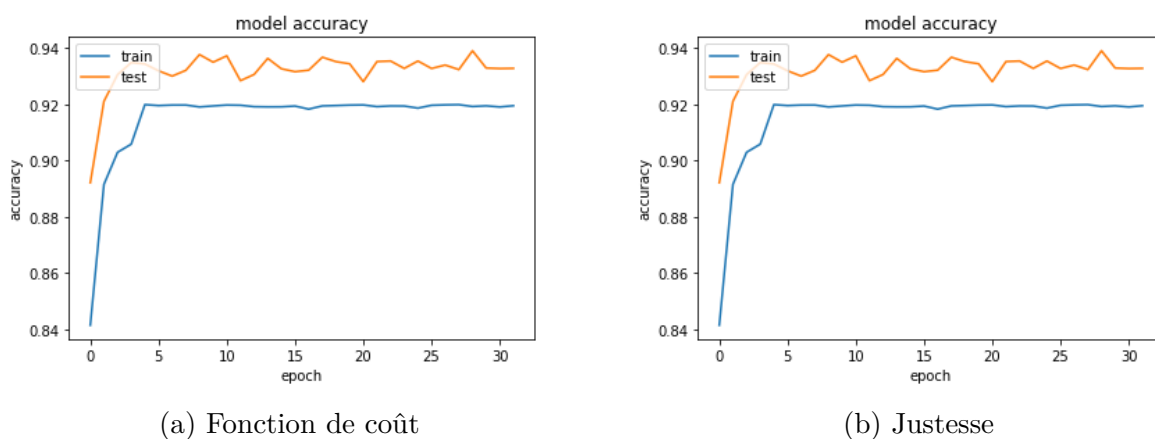 model accuracy
train
test
accuracy
0.94
0.92
0.90
0.88
0.86
0.84
0 5 10 15 20 25 30
epoch
(a) Fonction de coût
model accuracy
train
test
accuracy
0.94
0.92
0.90
0.88
0.86
0.84
0 5 10 15 20 25 30
epoch
(b) Justesse